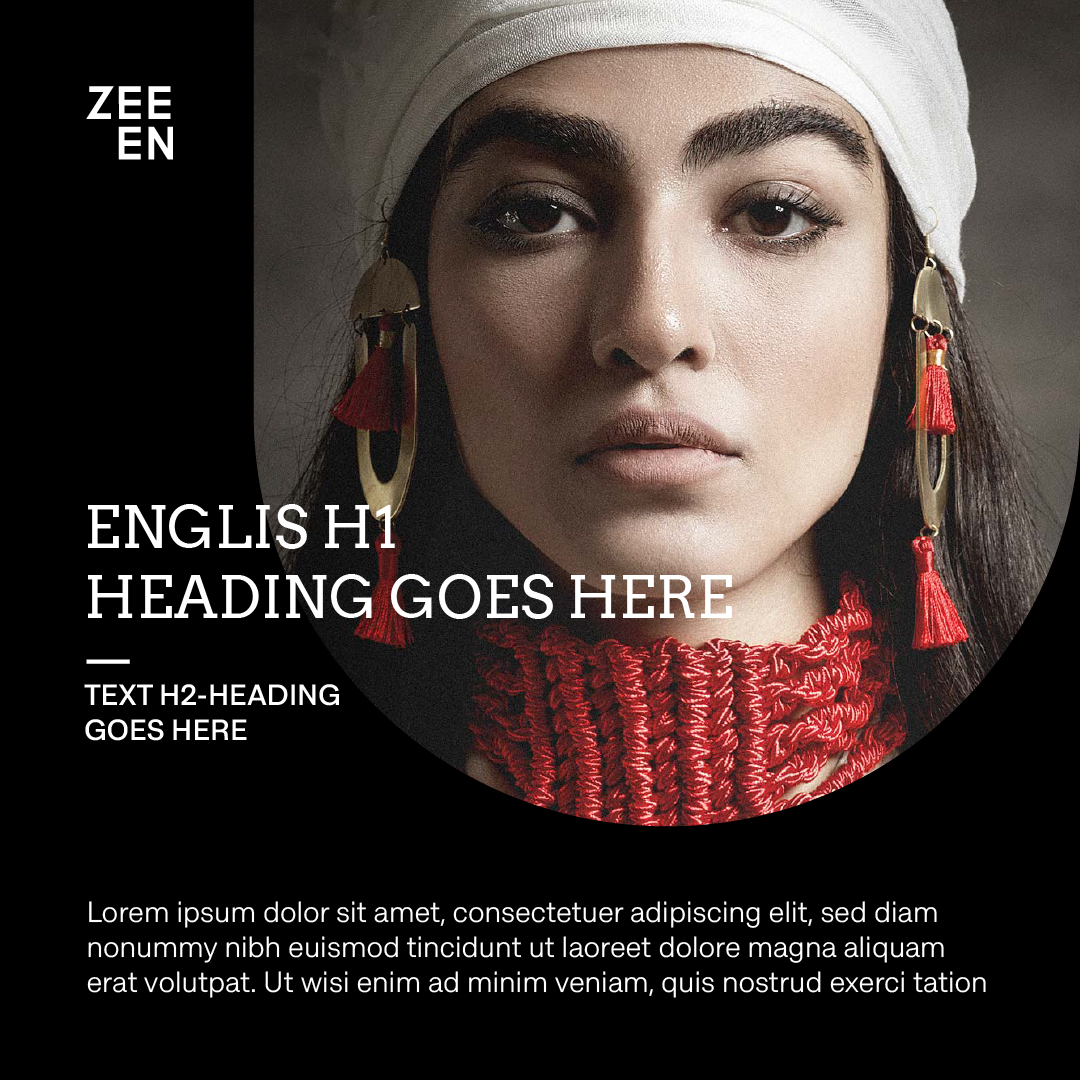 ZEE
EN
ENGLIS H1
HEADING GOES HERE
TEXT H2-HEADING
GOES HERE
Lorem ipsum dolor sit amet, consectetuer adipiscing elit, sed diam
nonummy nibh euismod tincidunt ut laoreet dolore magna aliquam
erat volutpat. Ut wisi enim ad minim veniam, quis nostrud exerci tation